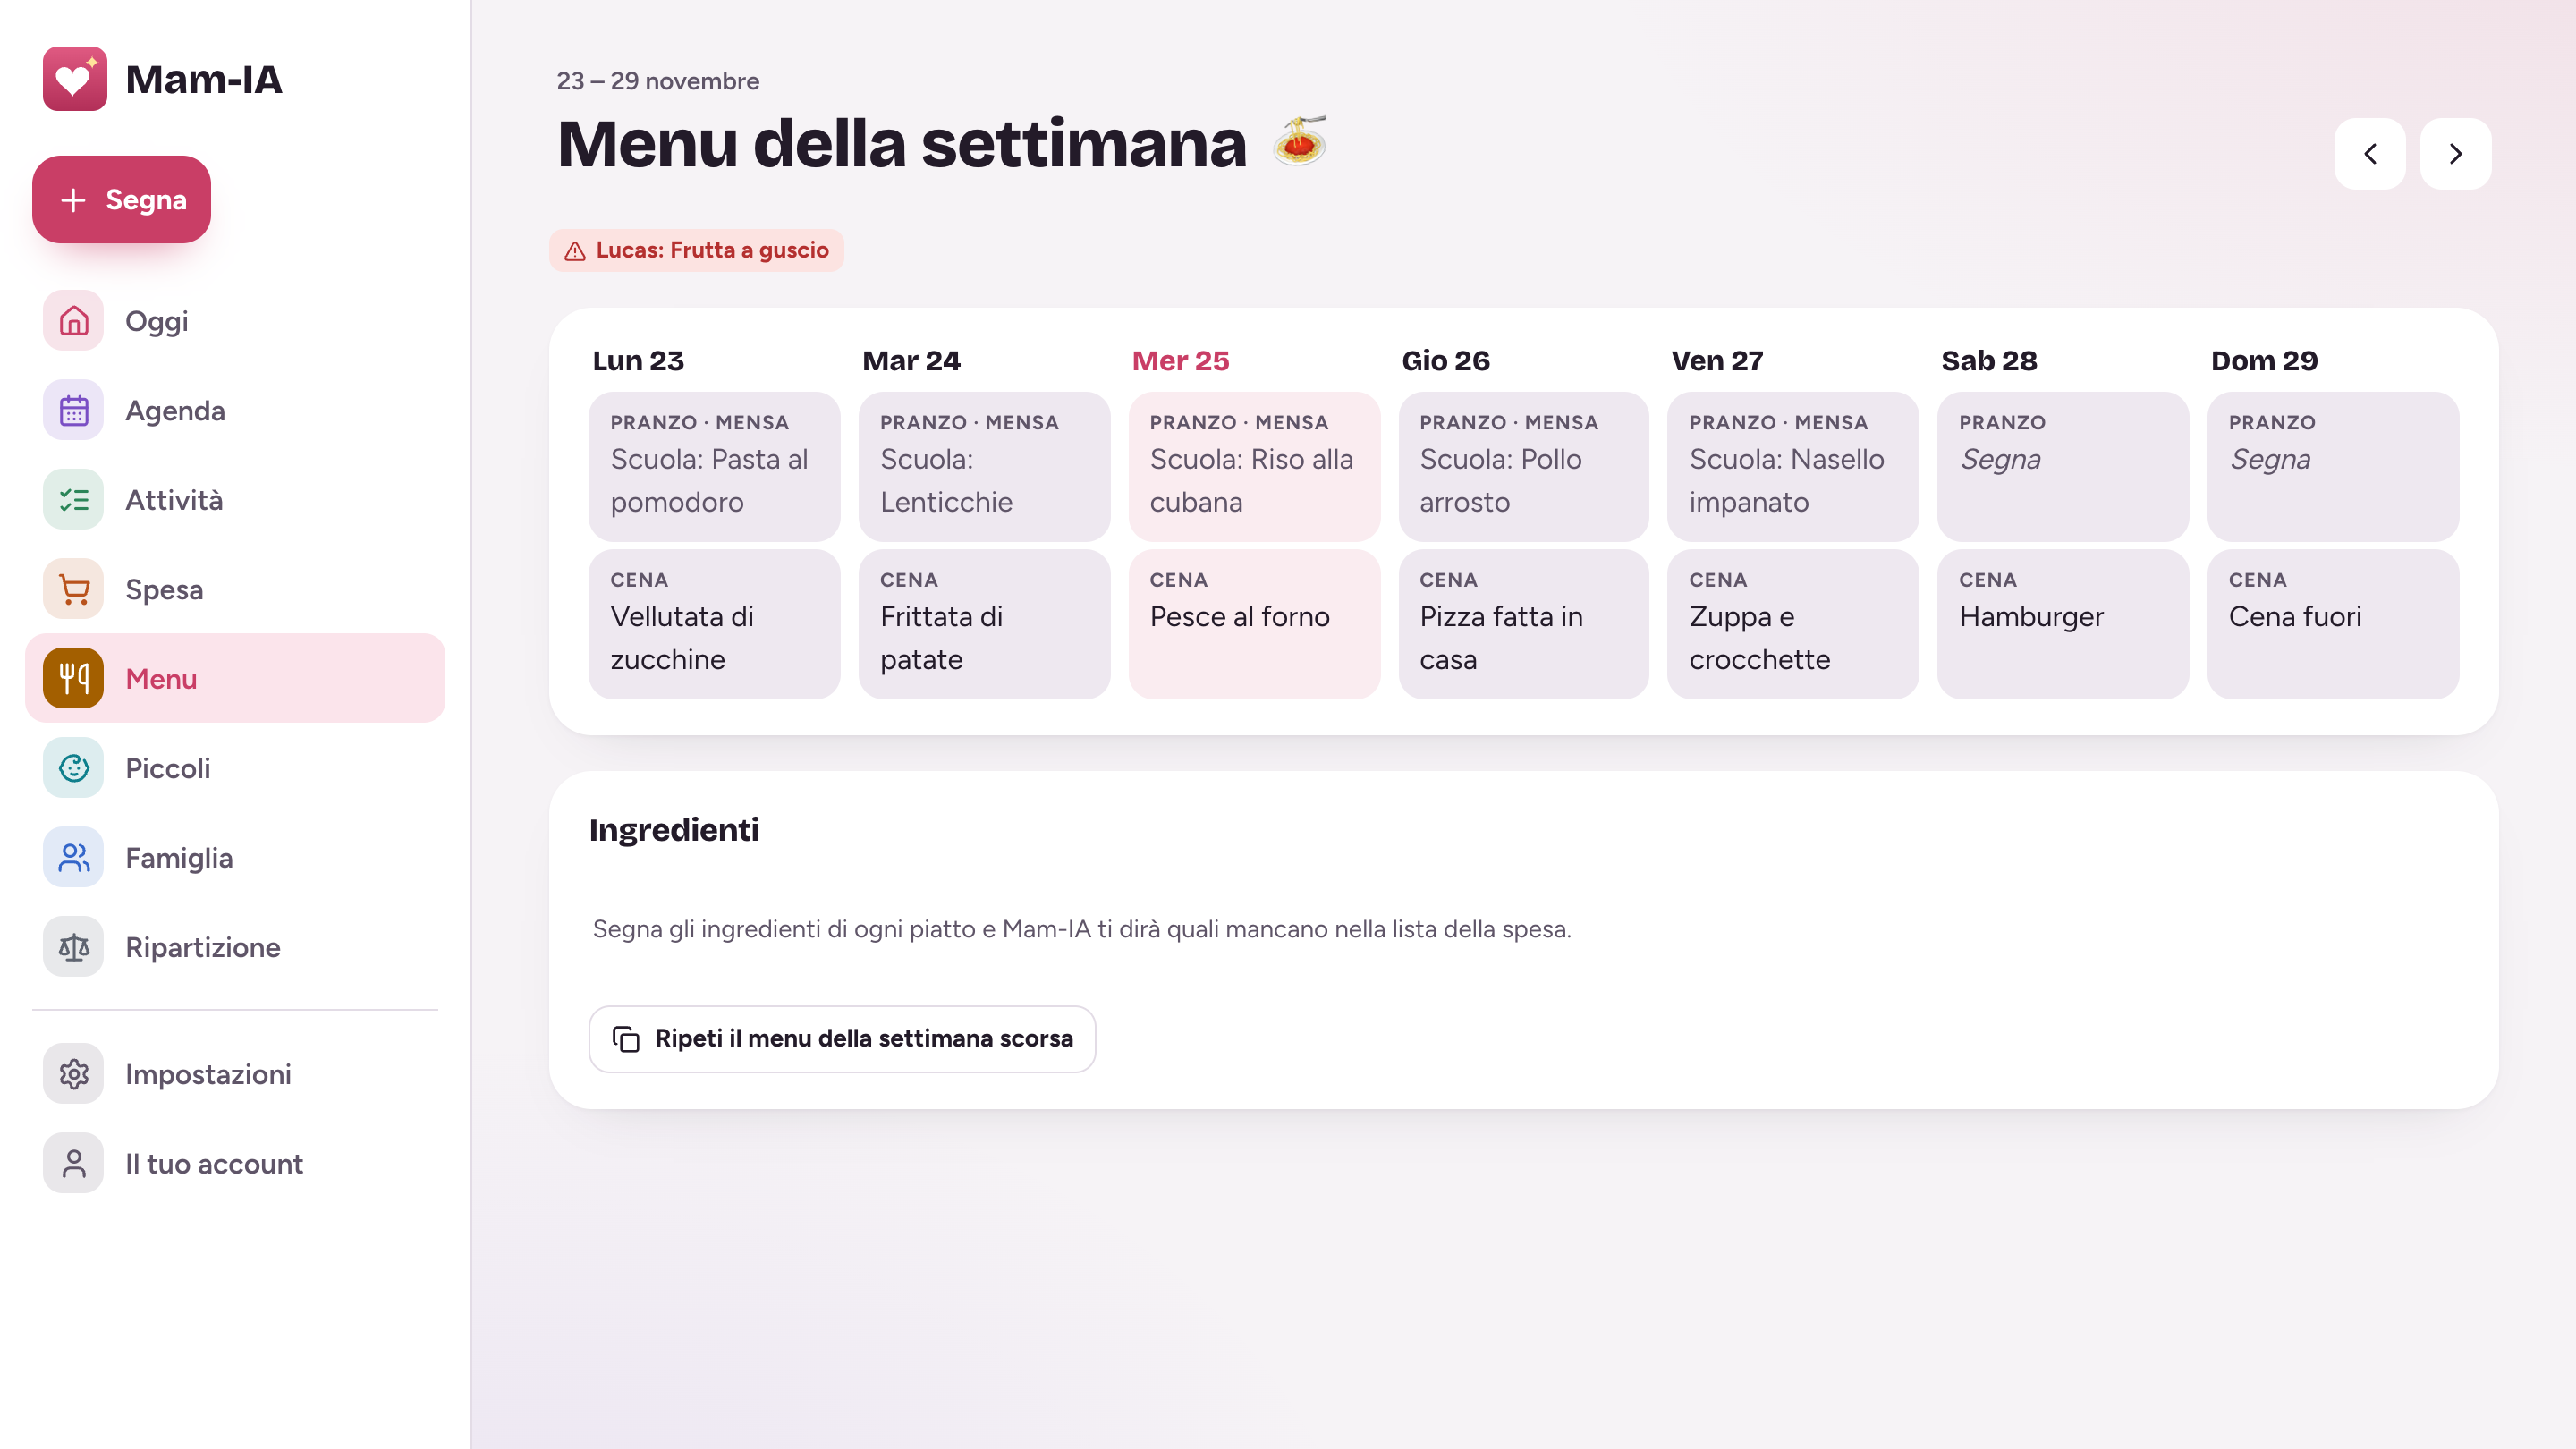 Mam-IA
Segna
Oggi
Agenda
Attività
Spesa
Menu
Piccoli
Famiglia
Ripartizione
Impostazioni
Il tuo account
23 – 29 novembre
Menu della settimana
Lucas: Frutta a guscio
Lun 23
PRANZO · MENSA
Scuola: Pasta al
pomodoro
CENA
Vellutata di
zucchine
Mar 24
PRANZO · MENSA
Scuola:
Lenticchie
CENA
Frittata di
patate
Mer 25
PRANZO · MENSA
Scuola: Riso alla
cubana
CENA
Pesce al forno
Gio 26
PRANZO · MENSA
Scuola: Pollo
arrosto
CENA
Pizza fatta in
casa
Ven 27
PRANZO · MENSA
Scuola: Nasello
impanato
CENA
Zuppa e
crocchette
Sab 28
PRANZO
Segna
CENA
Hamburger
Dom 29
PRANZO
Segna
CENA
Cena fuori
Ingredienti
Segna gli ingredienti di ogni piatto e Mam-IA ti dirà quali mancano nella lista della spesa.
Ripeti il menu della settimana scorsa